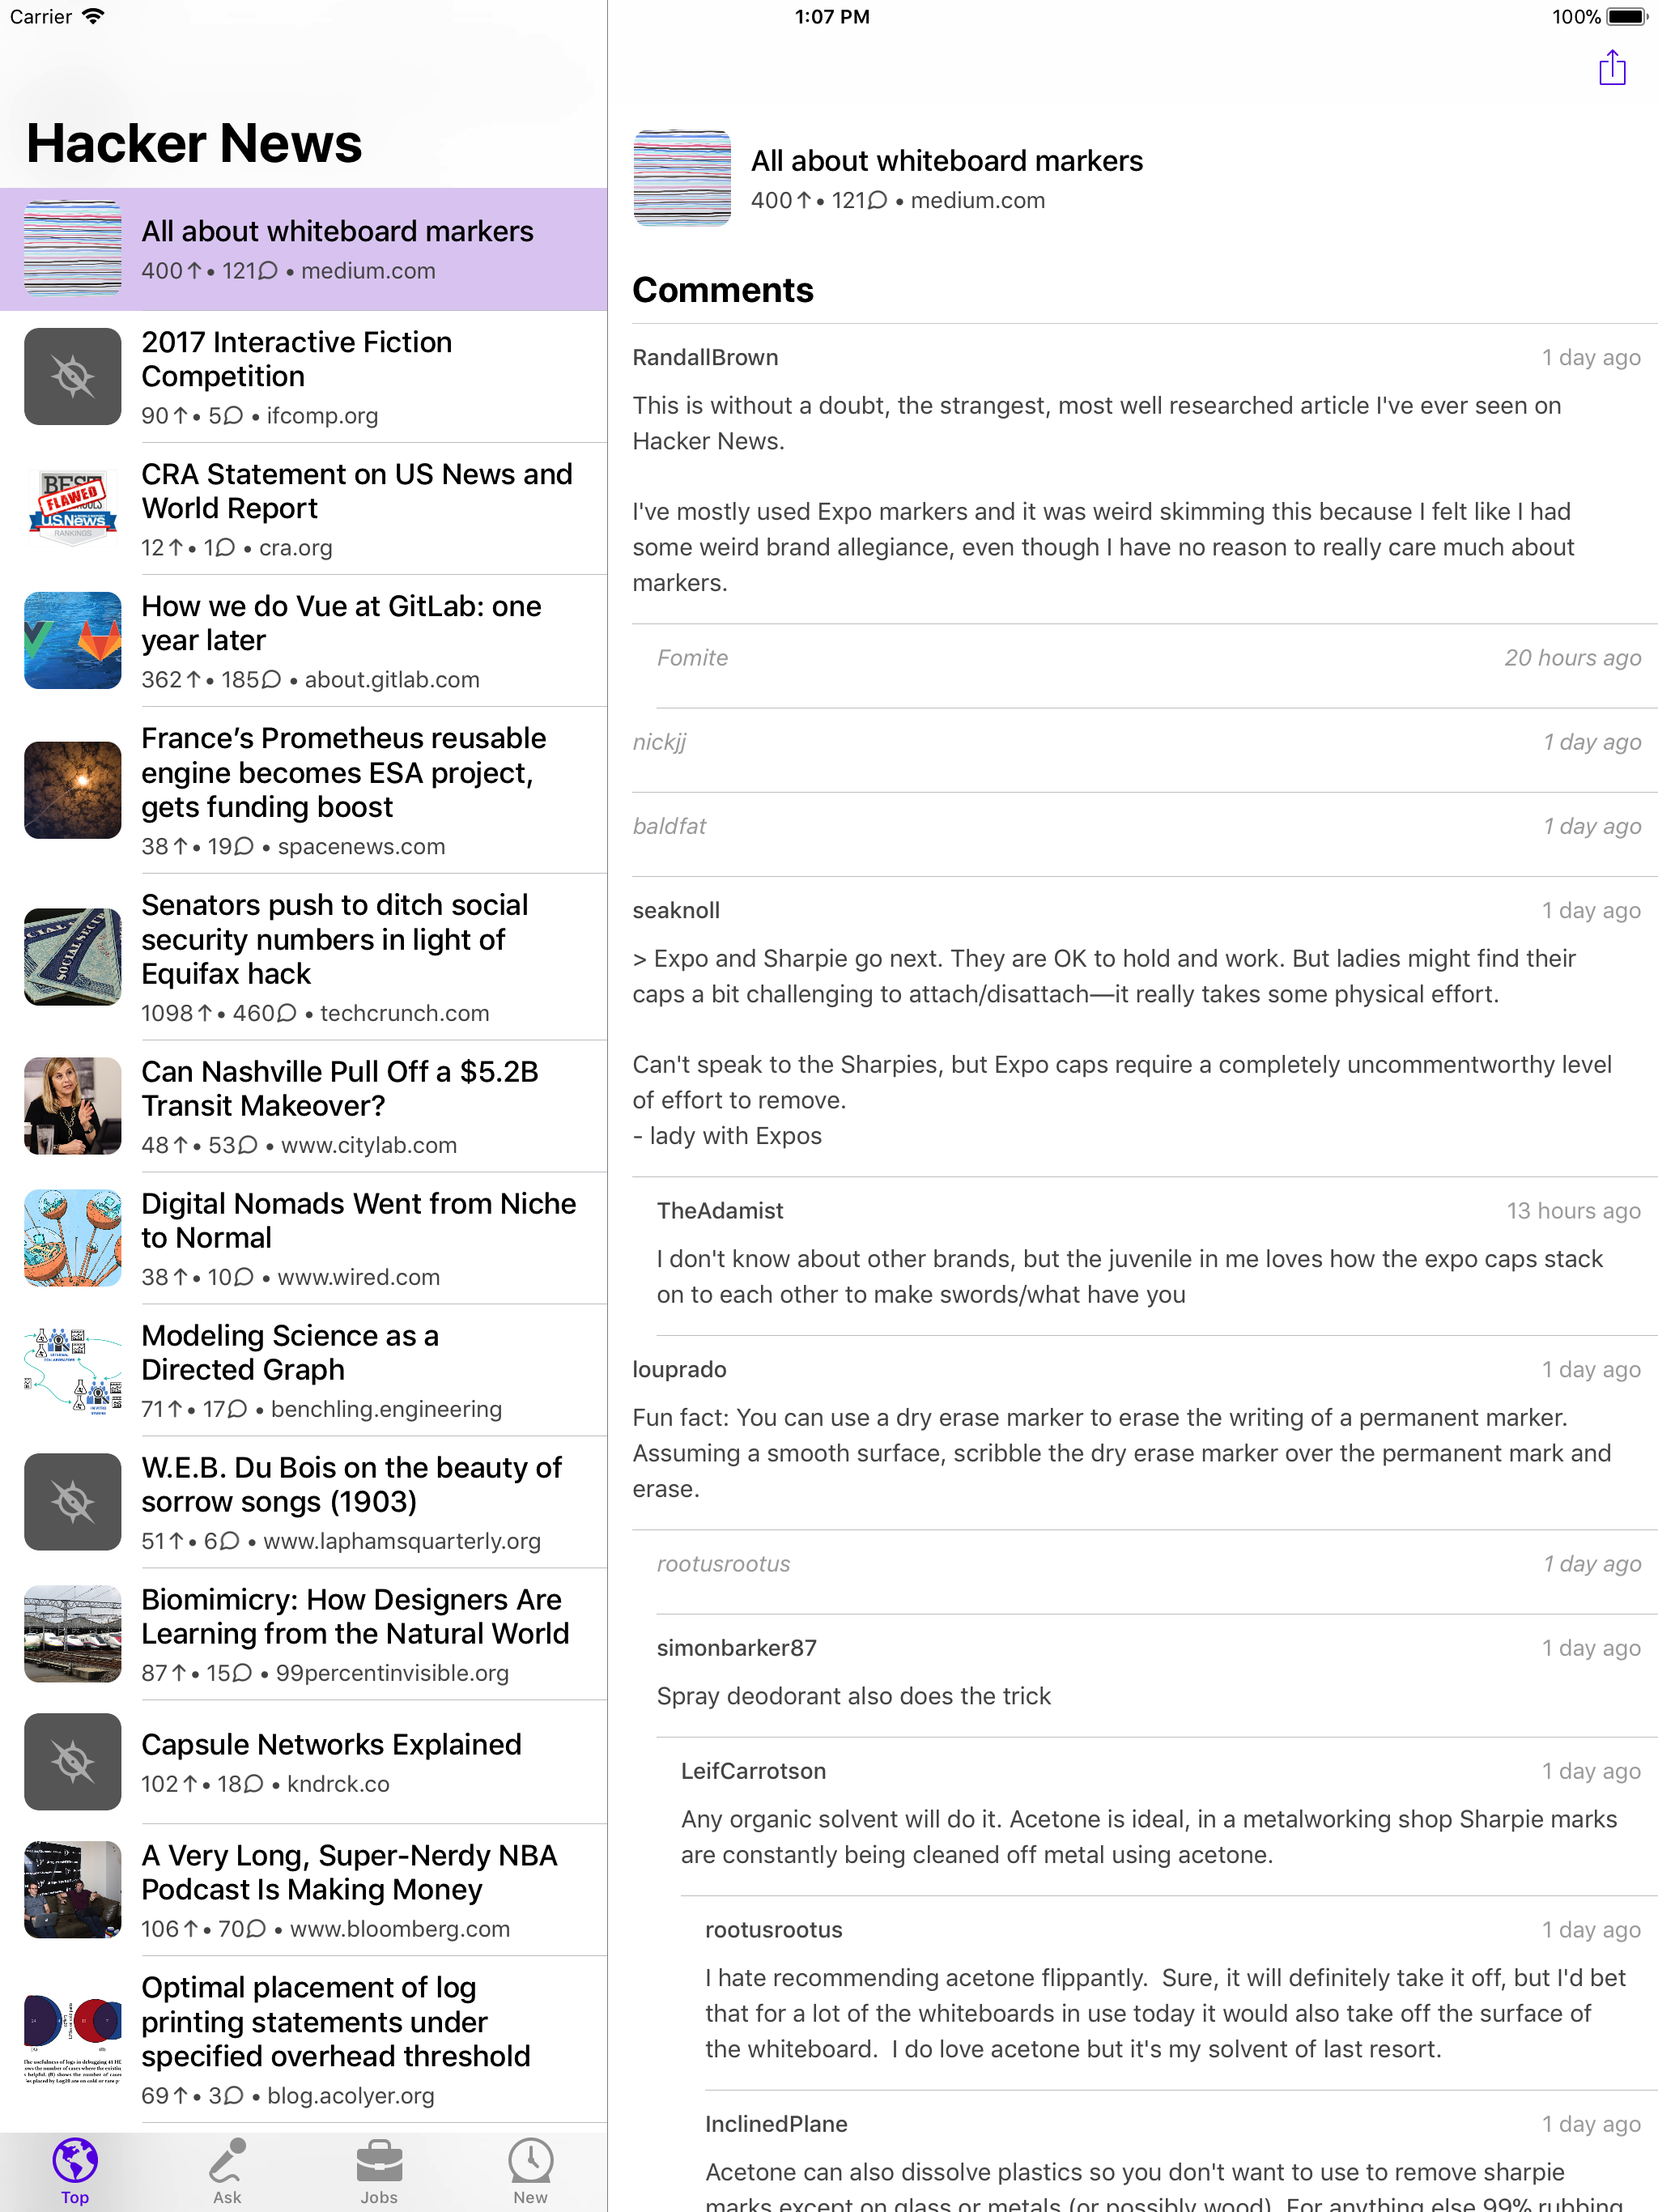 Carrier
1:07 PM
100%
Hacker News
All about whiteboard markers
400↑ • 121 • medium.com
2017 Interactive Fiction
Competition
90↑ • 5 • ifcomp.org
BEST
FLAWED
USNews
RANKINGS
CRA Statement on US News and
World Report
12↑ • 1 • cra.org
How we do Vue at GitLab: one
year later
362↑ • 185 • about.gitlab.com
France’s Prometheus reusable
engine becomes ESA project,
gets funding boost
38↑ • 19 • spacenews.com
SOCIAL SECUR
Senators push to ditch social
security numbers in light of
Equifax hack
1098↑ • 460 • techcrunch.com
Can Nashville Pull Off a $5.2B
Transit Makeover?
48↑ • 53 • www.citylab.com
Digital Nomads Went from Niche
to Normal
38↑ • 10 • www.wired.com
Modeling Science as a
Directed Graph
71↑ • 17 • benchling.engineering
W.E.B. Du Bois on the beauty of
sorrow songs (1903)
51↑ • 6 • www.laphamsquarterly.org
Biomimicry: How Designers Are
Learning from the Natural World
87↑ • 15 • 99percentinvisible.org
Capsule Networks Explained
102↑ • 18 • kndrck.co
A Very Long, Super-Nerdy NBA
Podcast Is Making Money
106↑ • 70 • www.bloomberg.com
Optimal placement of log
printing statements under
specified overhead threshold
69↑ • 3 • blog.acolyer.org
Top
Ask
Jobs
New
All about whiteboard markers
400↑ • 121 • medium.com
Comments
RandallBrown 1 day ago
This is without a doubt, the strangest, most well researched article I've ever seen on
Hacker News.
I've mostly used Expo markers and it was weird skimming this because I felt like I had
some weird brand allegiance, even though I have no reason to really care much about
markers.
Fomite 20 hours ago
nickjj 1 day ago
baldfat 1 day ago
seaknoll 1 day ago
> Expo and Sharpie go next. They are OK to hold and work. But ladies might find their
caps a bit challenging to attach/disattach—it really takes some physical effort.
Can't speak to the Sharpies, but Expo caps require a completely uncommentworthy level
of effort to remove.
- lady with Expos
TheAdamist 13 hours ago
I don't know about other brands, but the juvenile in me loves how the expo caps stack
on to each other to make swords/what have you
louprado 1 day ago
Fun fact: You can use a dry erase marker to erase the writing of a permanent marker.
Assuming a smooth surface, scribble the dry erase marker over the permanent mark and
erase.
rootusrootus 1 day ago
simonbarker87 1 day ago
Spray deodorant also does the trick
LeifCarrotson 1 day ago
Any organic solvent will do it. Acetone is ideal, in a metalworking shop Sharpie marks
are constantly being cleaned off metal using acetone.
rootusrootus 1 day ago
I hate recommending acetone flippantly.  Sure, it will definitely take it off, but I'd bet
that for a lot of the whiteboards in use today it would also take off the surface of
the whiteboard.  I do love acetone but it's my solvent of last resort.
InclinedPlane 1 day ago
Acetone can also dissolve plastics so you don't want to use to remove sharpie
marks except on glass or metals (or possibly wood). For anything else 99% rubbing